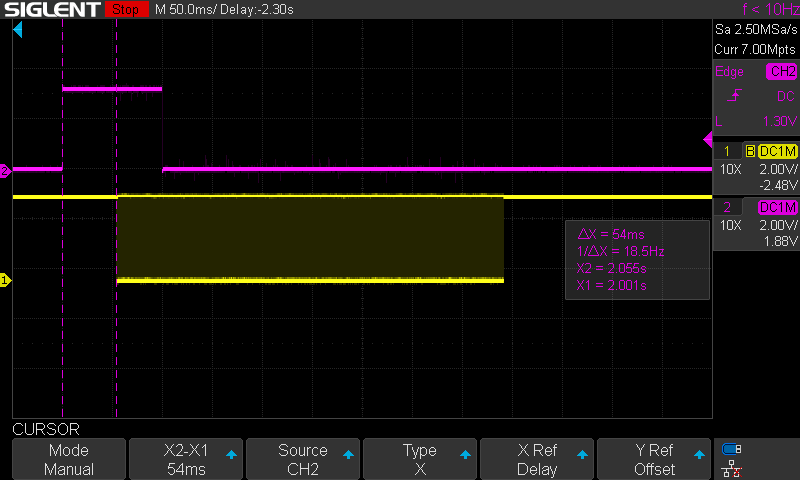 SIGLENT Stop M 50.0ms/ Delay:-2.30s f < 10Hz
Sa 2.50MSa/s
Curr 7.00Mpts
Edge CH2
DC
L 1.30V
1 B DC1M
10X 2.00V/
-2.48V
2 DC1M
10X 2.00V/
1.88V
2
1
ΔX = 54ms
1/ΔX = 18.5Hz
X2 = 2.055s
X1 = 2.001s
CURSOR
Mode
Manual
X2-X1
54ms
Source
CH2
Type
X
X Ref
Delay
Y Ref
Offset